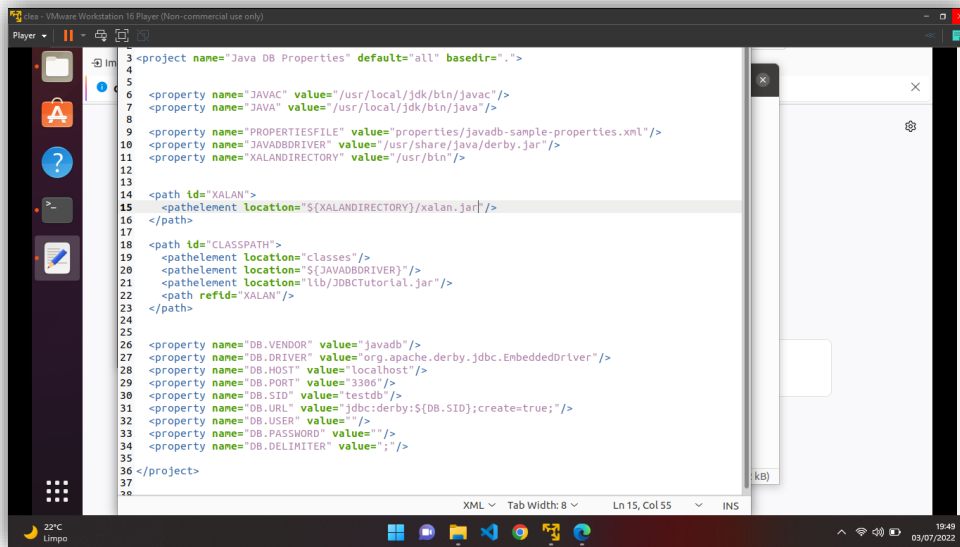 clea - VMware Workstation 16 Player (Non-commercial use only)
Player
Im
3 <project name="Java DB Properties" default="all" basedir=".">
4
5
6 <property name="JAVAC" value="/usr/local/jdk/bin/javac"/>
7 <property name="JAVA" value="/usr/local/jdk/bin/java"/>
8
9 <property name="PROPERTIESFILE" value="properties/javadb-sample-properties.xml"/>
10 <property name="JAVADBDRIVER" value="/usr/share/java/derby.jar"/>
11 <property name="XALANDIRECTORY" value="/usr/bin"/>
12
13
14 <path id="XALAN">
15 <pathelement location="${XALANDIRECTORY}/xalan.jar"/>
16 </path>
17
18 <path id="CLASSPATH">
19 <pathelement location="classes"/>
20 <pathelement location="${JAVADBDRIVER}"/>
21 <pathelement location="lib/JDBCTutorial.jar"/>
22 <path refid="XALAN"/>
23 </path>
24
25
26 <property name="DB.VENDOR" value="javadb"/>
27 <property name="DB.DRIVER" value="org.apache.derby.jdbc.EmbeddedDriver"/>
28 <property name="DB.HOST" value="localhost"/>
29 <property name="DB.PORT" value="3306"/>
30 <property name="DB.SID" value="testdb"/>
31 <property name="DB.URL" value="jdbc:derby:${DB.SID};create=true;"/>
32 <property name="DB.USER" value=""/>
33 <property name="DB.PASSWORD" value=""/>
34 <property name="DB.DELIMITER" value=";"/>
35
36 </project>
37
38
kB)
XML Tab Width: 8 Ln 15, Col 55 INS
22°C
Limpo
19:49
03/07/2022